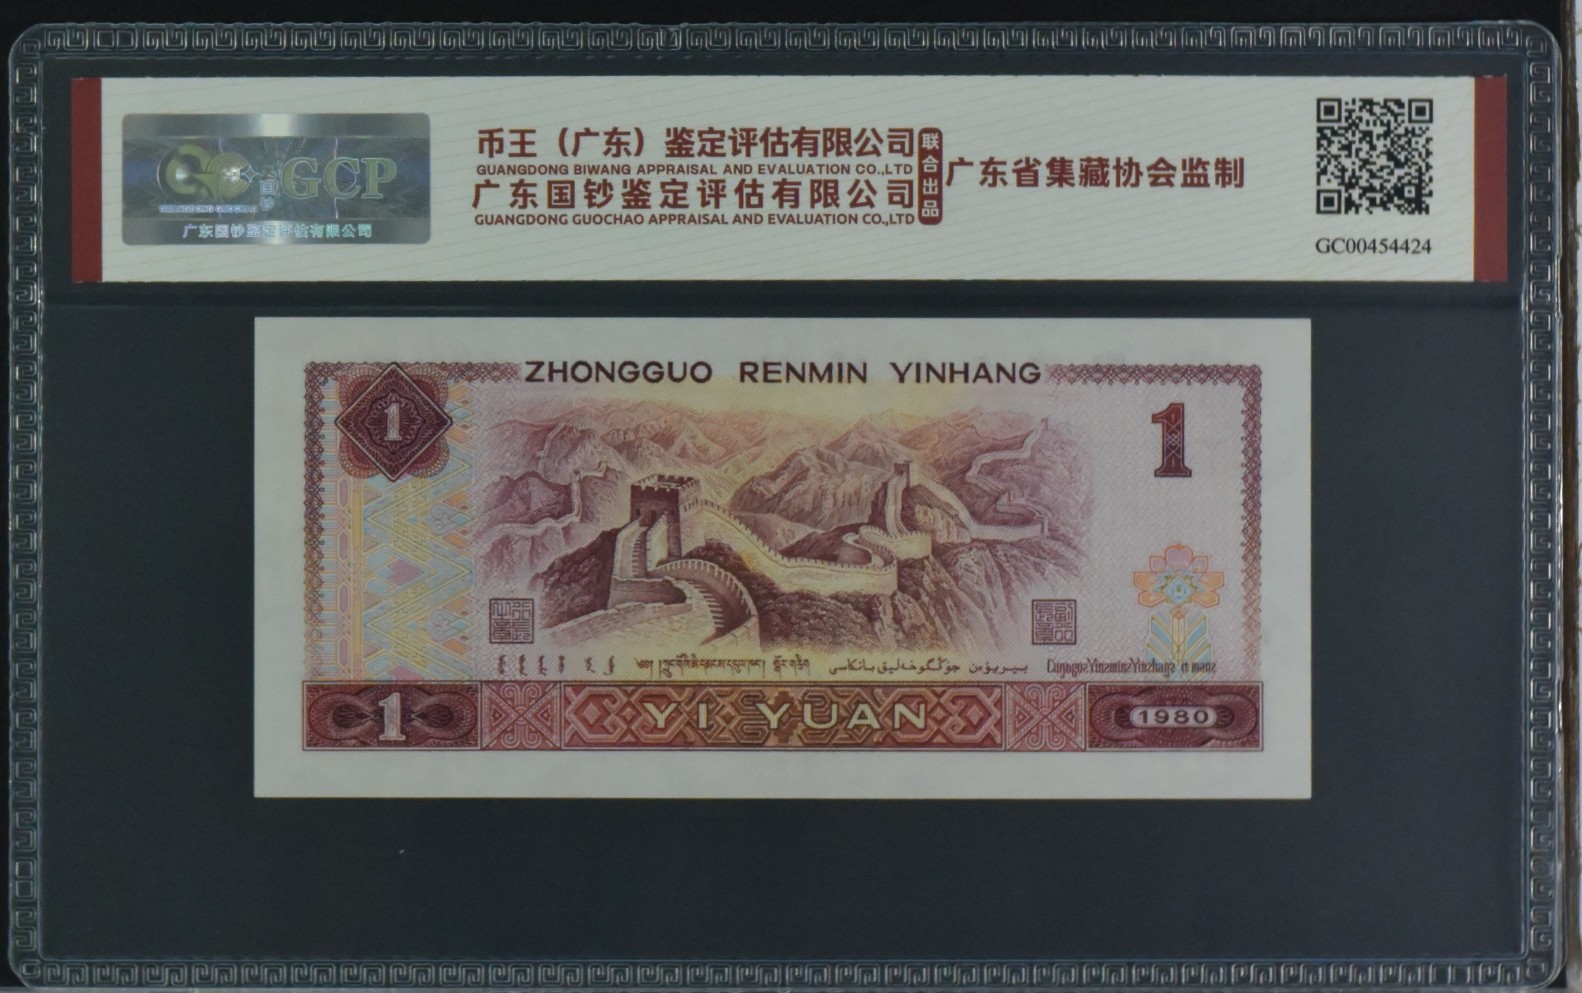 GCP
广东国钞鉴定评估有限公司
币王（广东）鉴定评估有限公司
GUANGDONG BIWANG APPRAISAL AND EVALUATION CO.,LTD
广东国钞鉴定评估有限公司
GUANGDONG GUOCHAO APPRAISAL AND EVALUATION CO.,LTD
联合出品
广东省集藏协会监制
GC00454424
ZHONGGUO RENMIN YINHANG
1
1
1
YI YUAN
1980